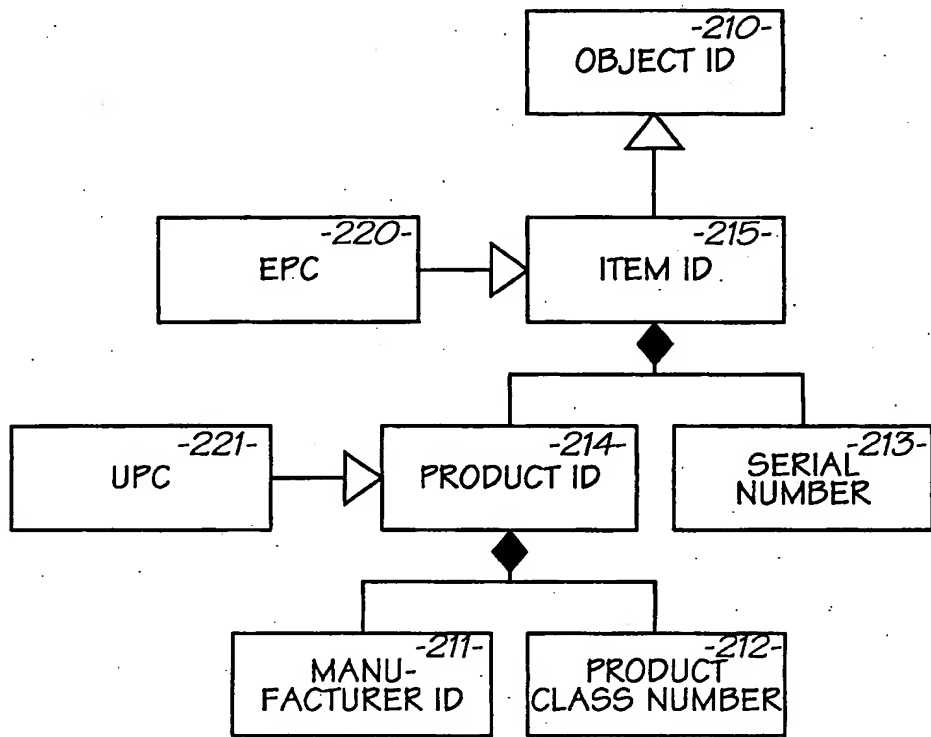 -210-
OBJECT ID
-220-
EPC
-215-
ITEM ID
-221-
UPC
-214-
PRODUCT ID
-213-
SERIAL
NUMBER
-211-
MANU-
FACTURER ID
-212-
PRODUCT
CLASS NUMBER